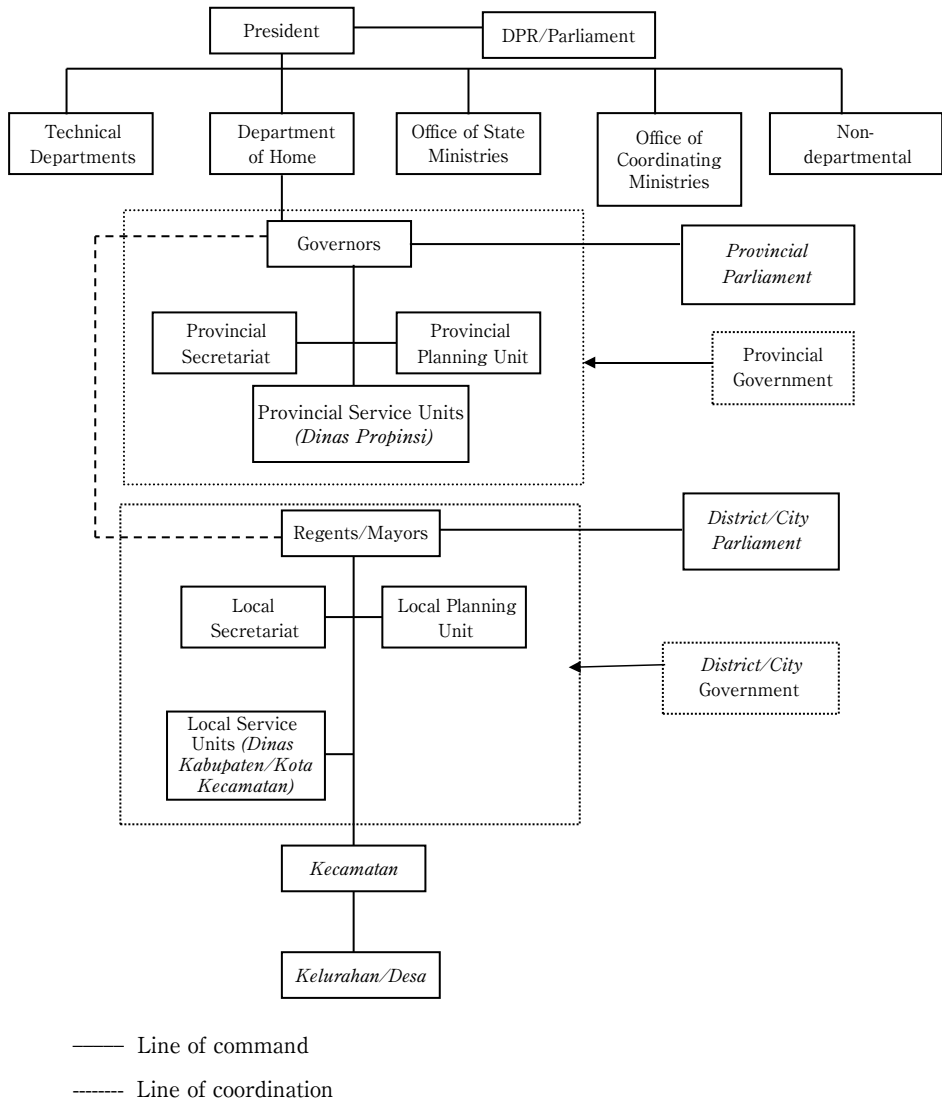 President
DPR/Parliament
Technical
Departments
Department
of Home
Office of State
Ministries
Office of
Coordinating
Ministries
Non-
departmental
Governors
Provincial
Parliament
Provincial
Secretariat
Provincial
Planning Unit
Provincial
Government
Provincial Service Units
(Dinas Propinsi)
Regents/Mayors
District/City
Parliament
Local
Secretariat
Local Planning
Unit
District/City
Government
Local Service
Units (Dinas
Kabupaten/Kota
Kecamatan)
Kecamatan
Kelurahan/Desa
Line of command
Line of coordination